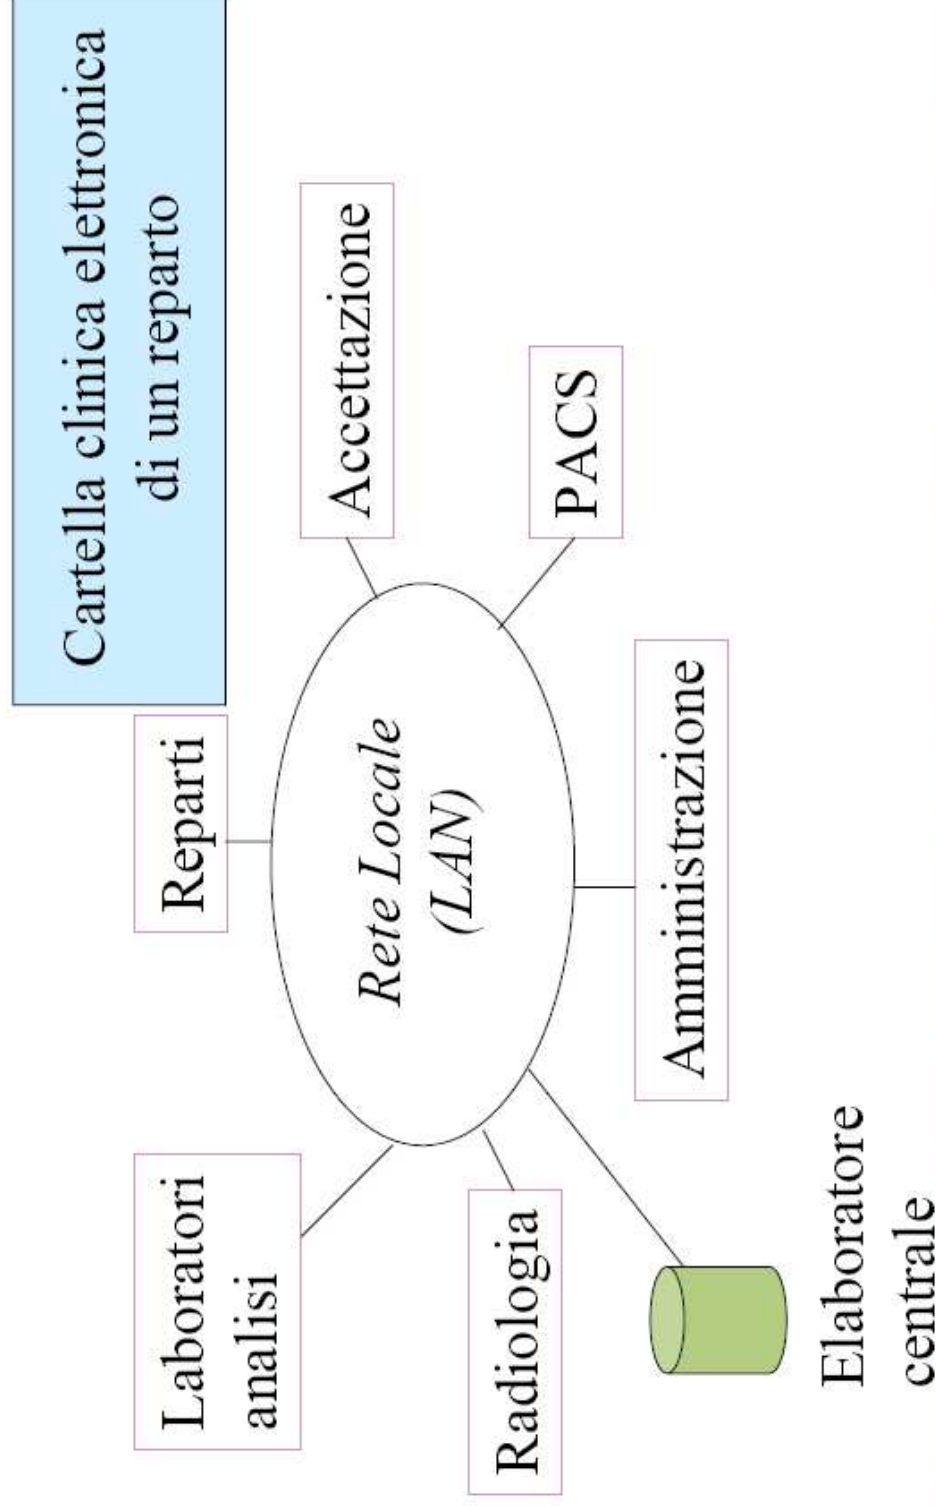 Cartella clinica elettronica
di un reparto
Laboratori
analisi
Reparti
Accettazione
Rete Locale
(LAN)
Radiologia
PACS
Amministrazione
Elaboratore
centrale